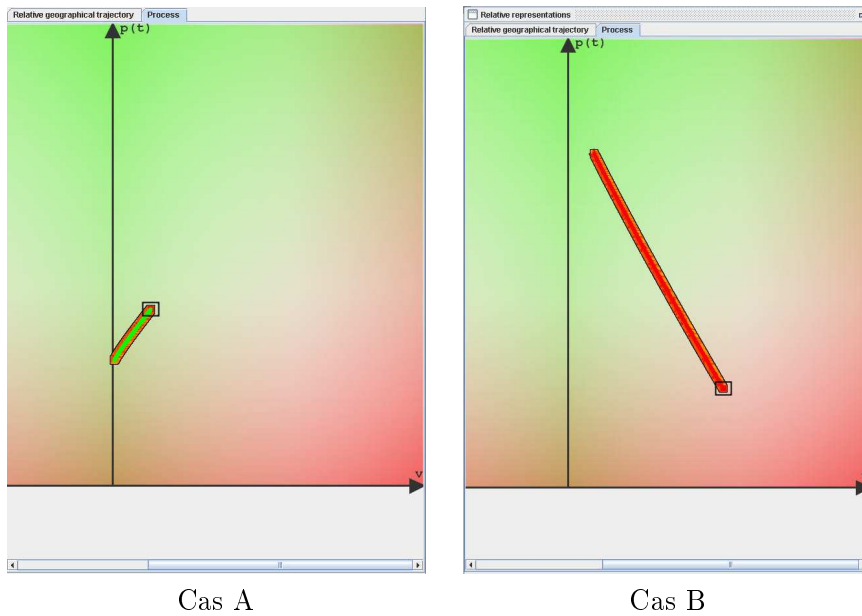 Relative geographical trajectory Process
p(t)
v
Relative representations
Relative geographical trajectory Process
p(t)
Cas A
Cas B